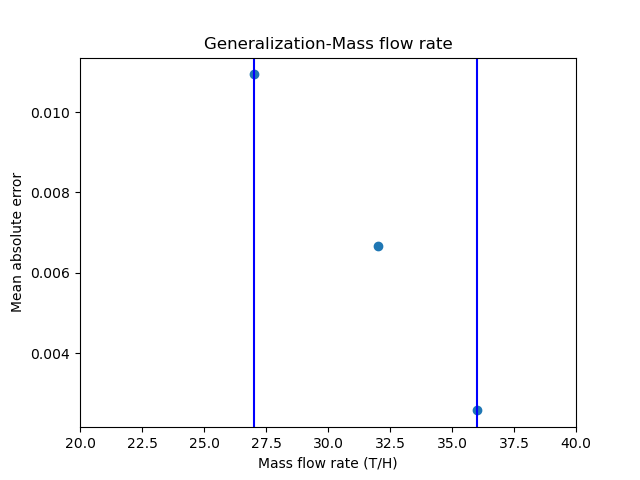 Generalization-Mass flow rate
Mean absolute error
0.010
0.008
0.006
0.004
20.0 22.5 25.0 27.5 30.0 32.5 35.0 37.5 40.0
Mass flow rate (T/H)